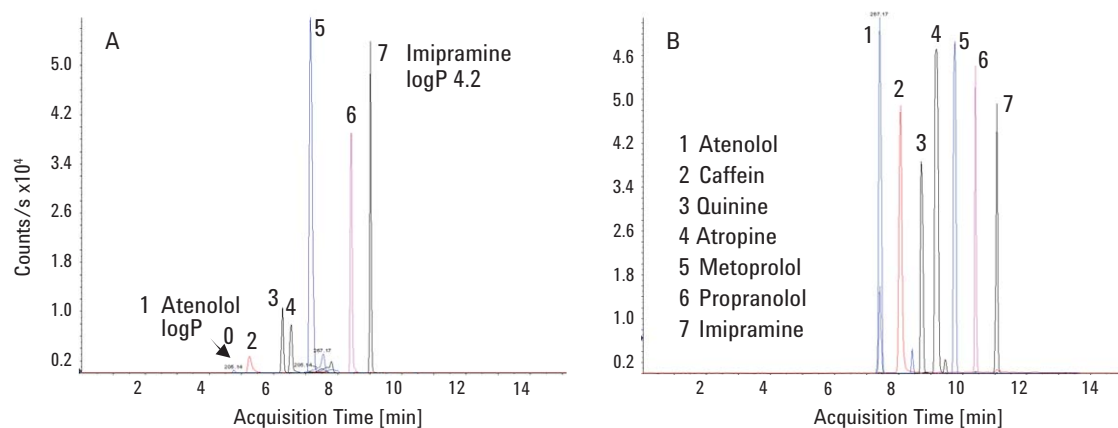 A
5
7 Imipramine
logP 4.2
6
5.0
4.2
3.4
2.6
1.8
1.0
0.2
Counts/s x10⁴
1 Atenolol
logP
0
2
3
4
2 4 6 8 10 12 14
Acquisition Time [min]
B
267.17
1
2
3
4
5
6
7
4.6
5.0
4.2
3.4
2.6
1.8
1.0
0.2
1 Atenolol
2 Caffein
3 Quinine
4 Atropine
5 Metoprolol
6 Propranolol
7 Imipramine
2 4 6 8 10 12 14
Acquisition Time [min]